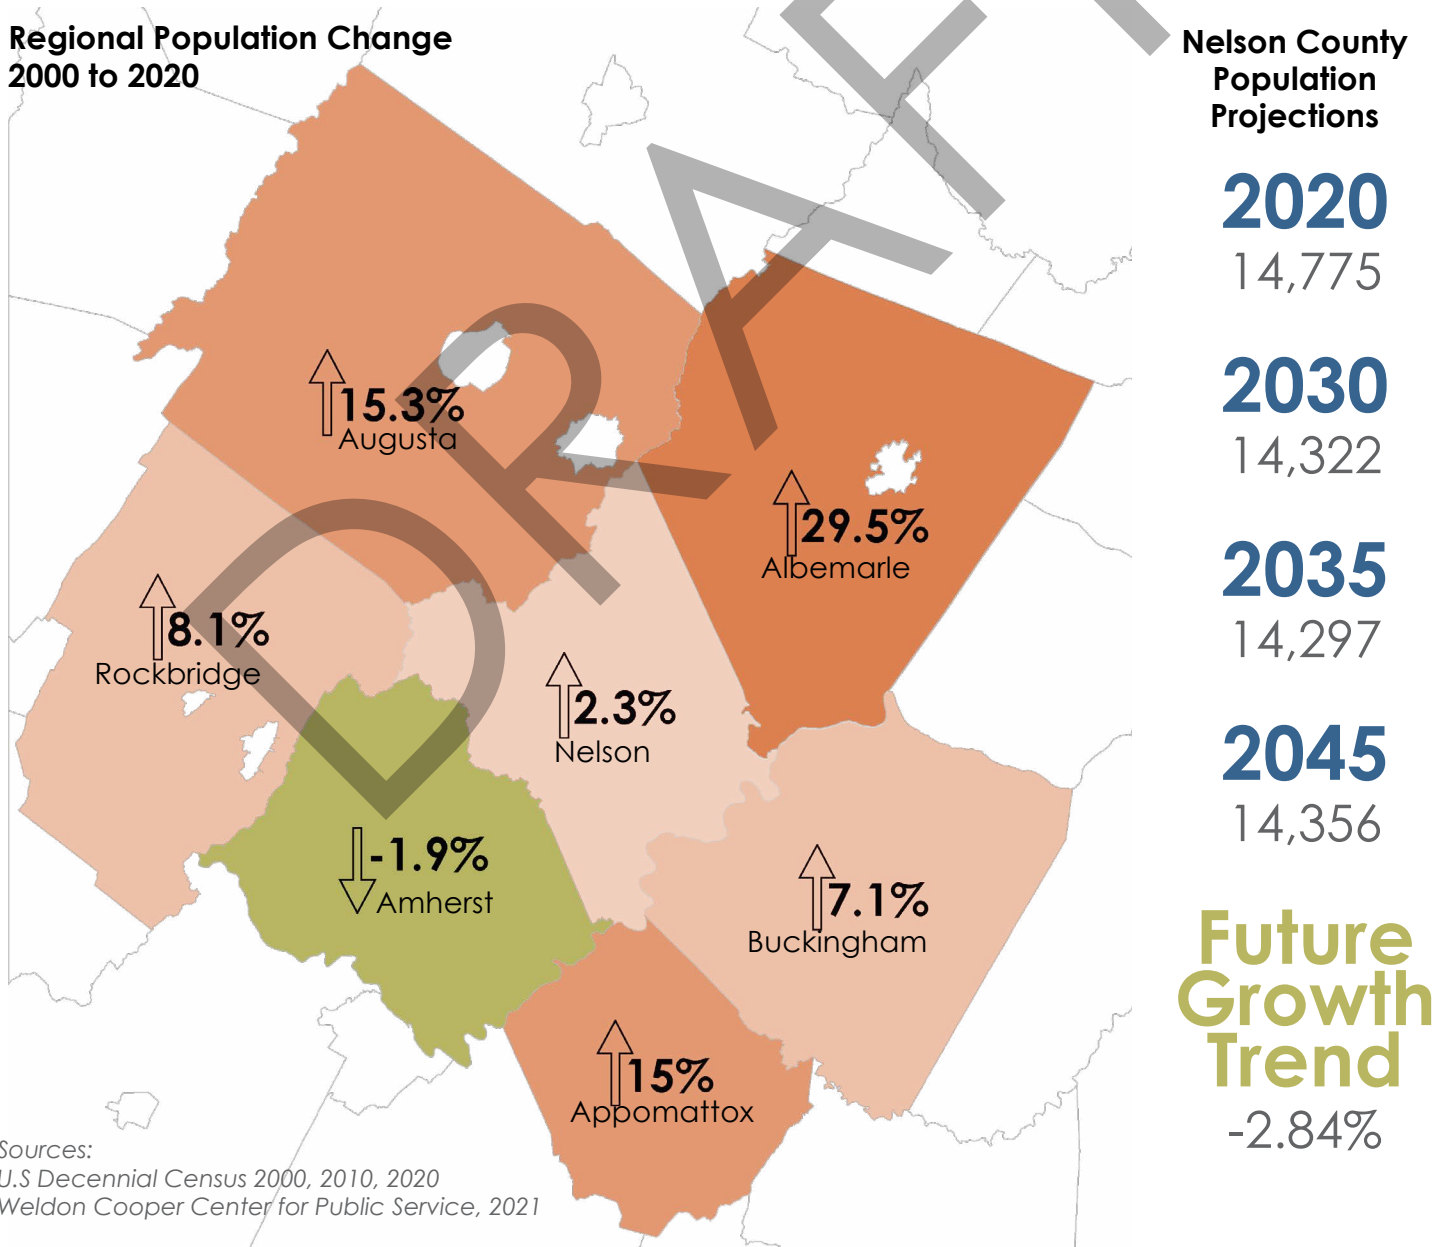 Regional Population Change
2000 to 2020
15.3%
Augusta
29.5%
Albemarle
8.1%
Rockbridge
2.3%
Nelson
-1.9%
Amherst
7.1%
Buckingham
15%
Appomattox
Sources:
U.S Decennial Census 2000, 2010, 2020
Weldon Cooper Center for Public Service, 2021
Nelson County
Population
Projections
2020
14,775
2030
14,322
2035
14,297
2045
14,356
Future
Growth
Trend
-2.84%
DRAF